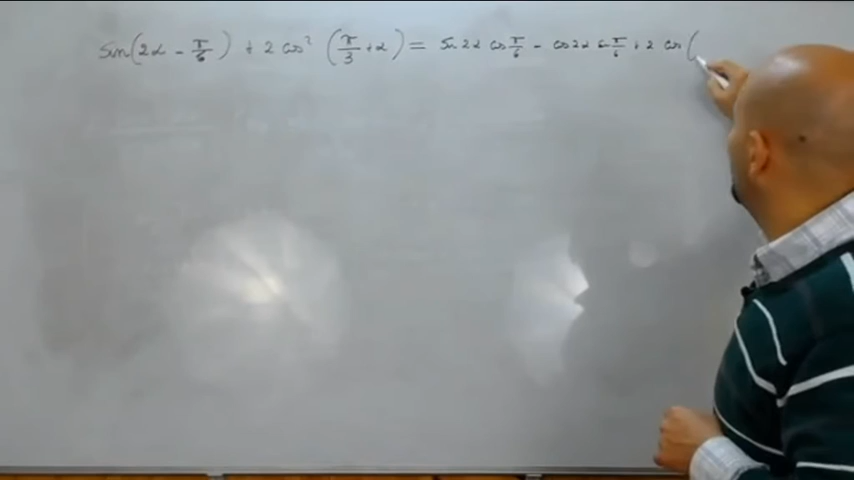 sin(2α - π/6) + 2 cos² (π/3 + α) = sin 2α cos π/6 - cos 2α sin π/6 + 2 cos (